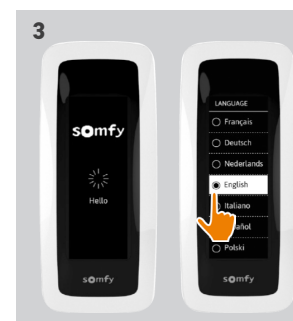 3
somfy
Hello
somfy
LANGUAGE
Français
Deutsch
Nederlands
English
Italiano
Polski
somfy